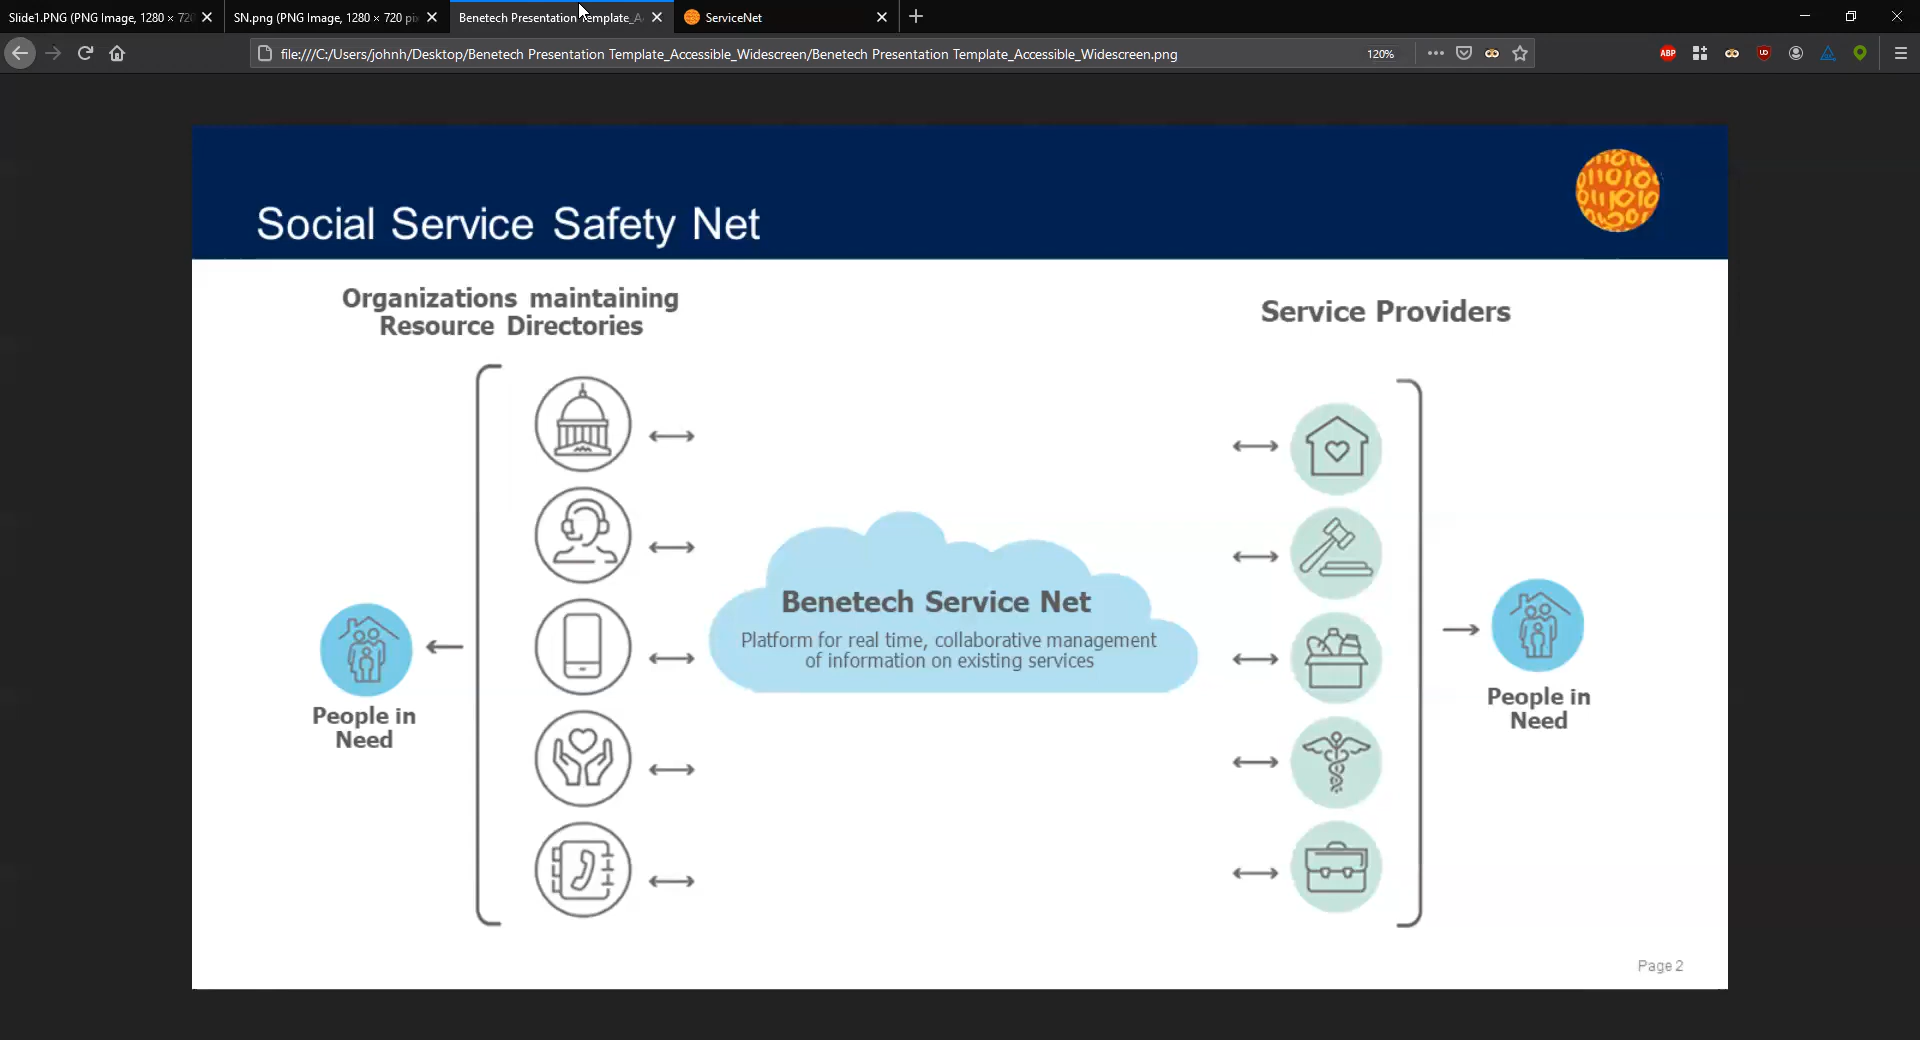 Slide1.PNG (PNG Image, 1280 × 720
SN.png (PNG Image, 1280 × 720 pi
Benetech Presentation Template_A
ServiceNet
file:///C:/Users/johnh/Desktop/Benetech Presentation Template_Accessible_Widescreen/Benetech Presentation Template_Accessible_Widescreen.png
120%
ABP
Social Service Safety Net
Organizations maintaining
Resource Directories
Service Providers
Benetech Service Net
Platform for real time, collaborative management
of information on existing services
People in
Need
People in
Need
Page 2